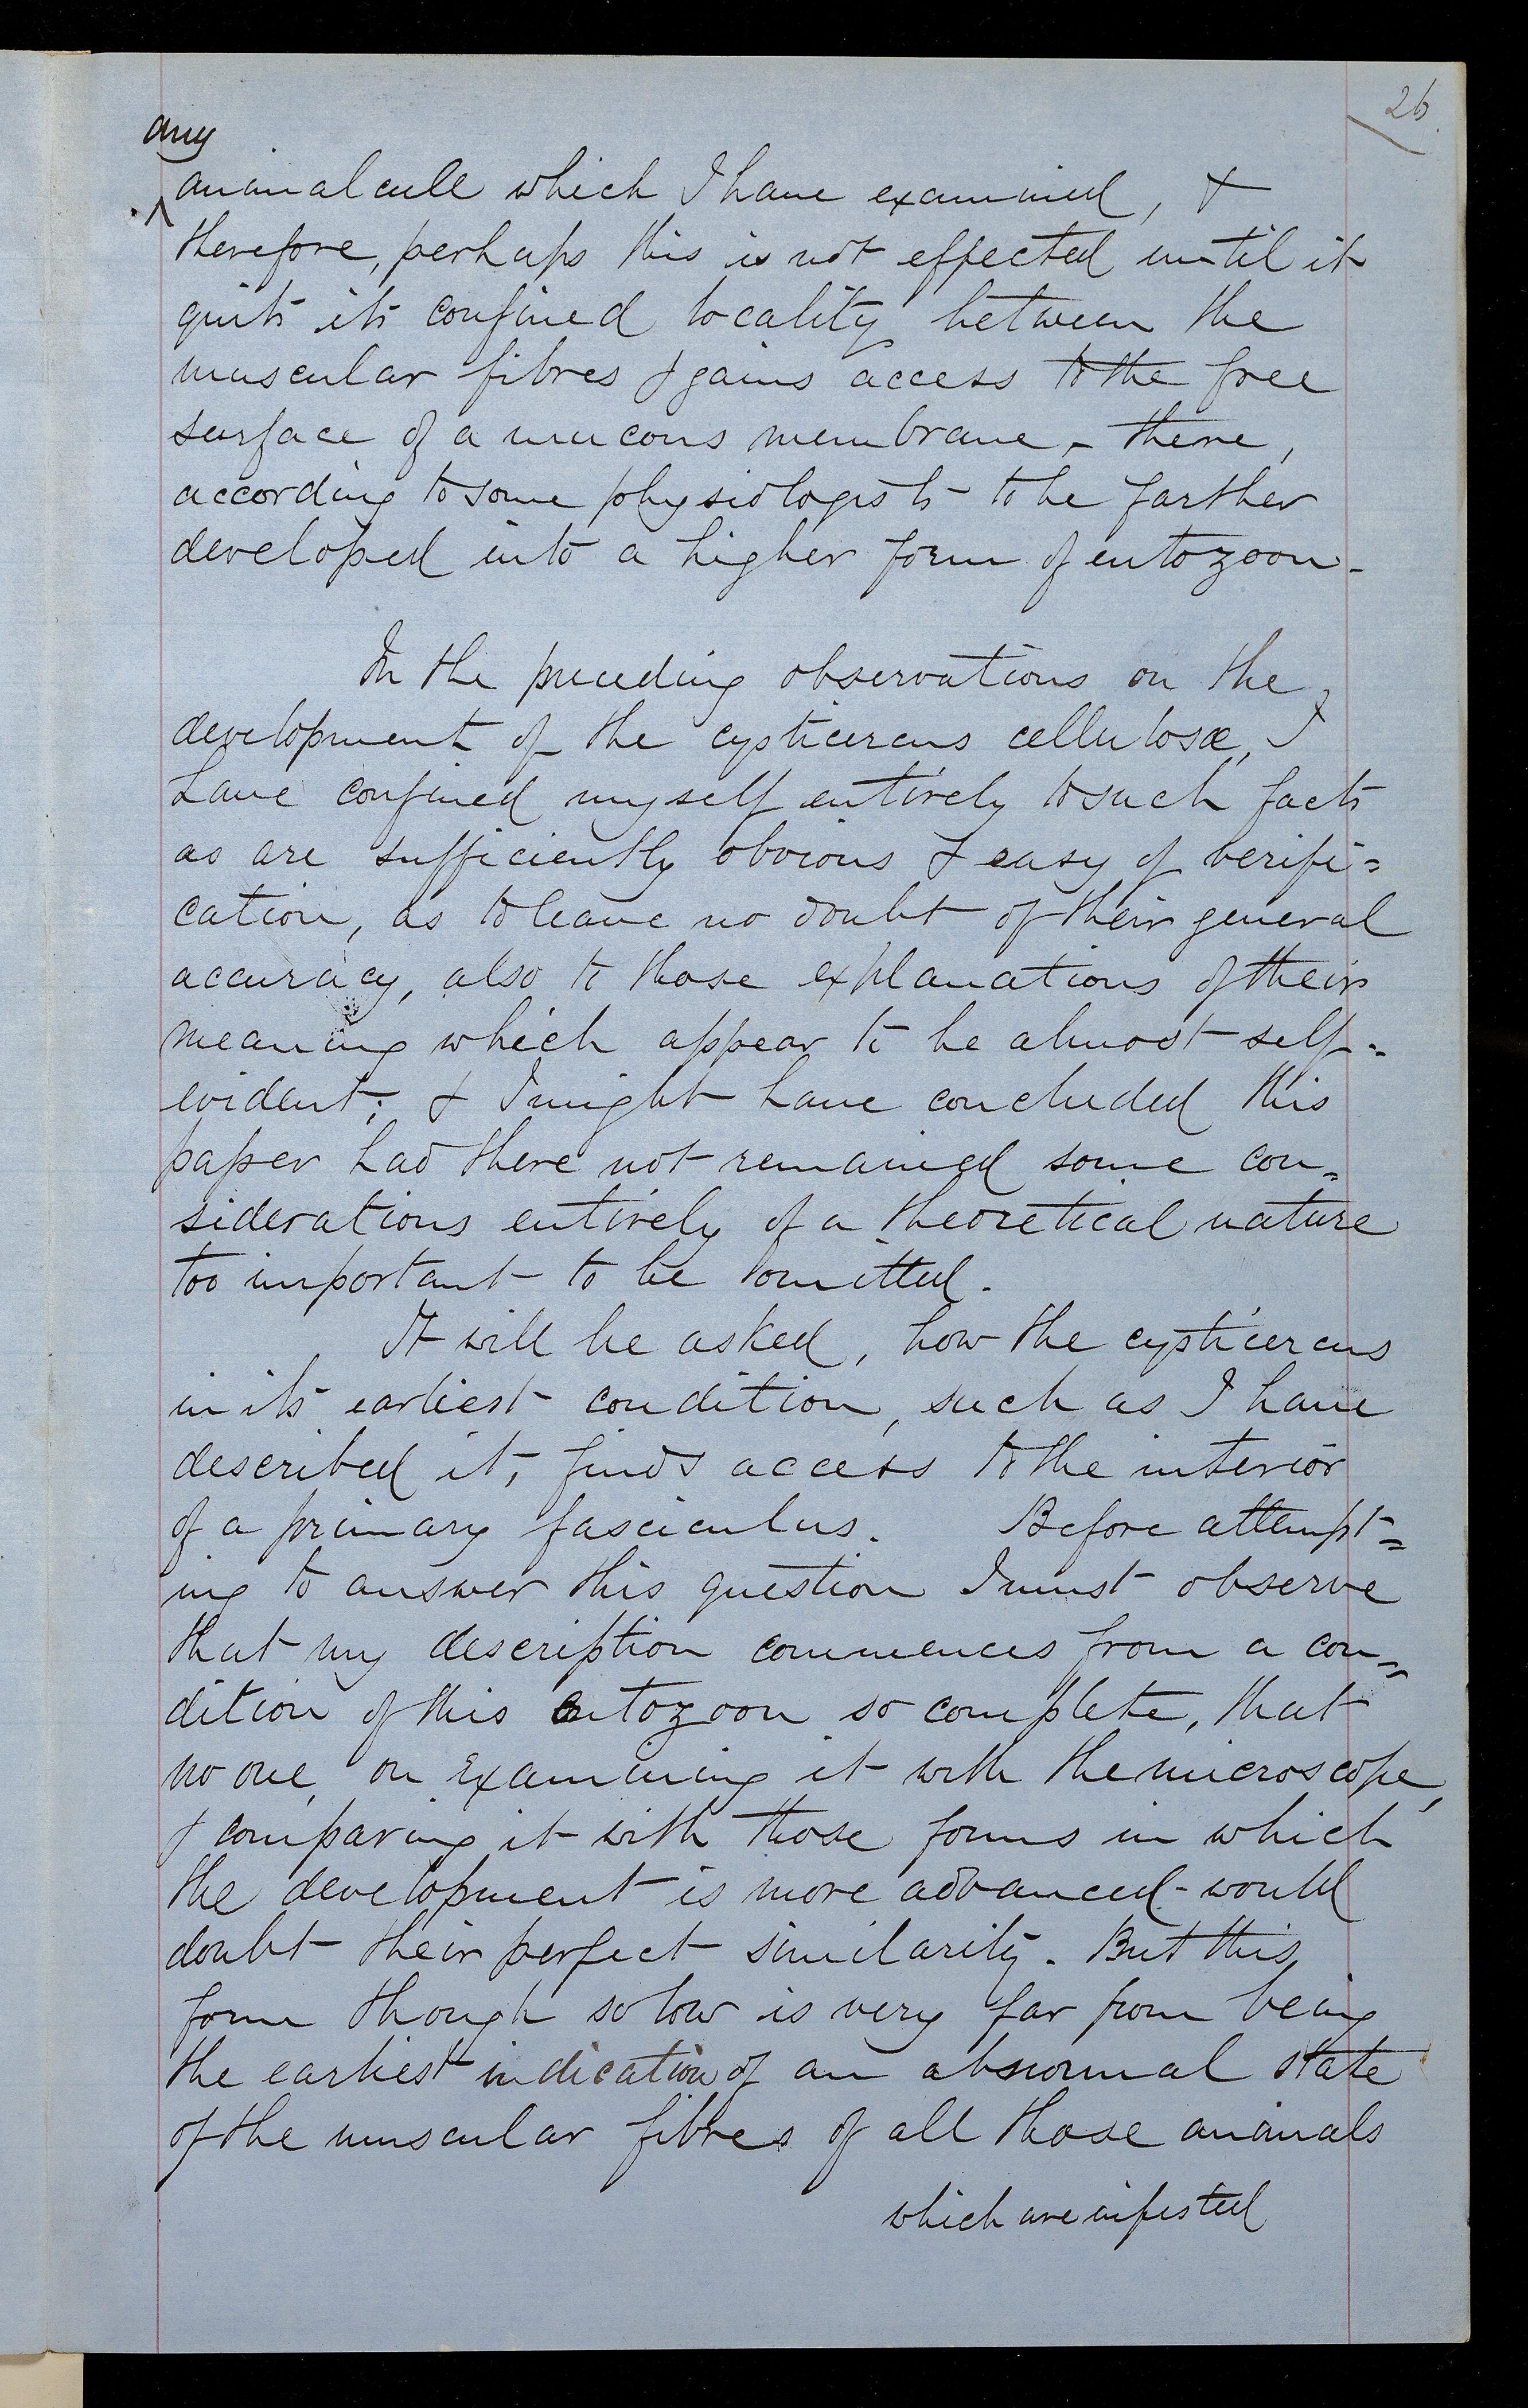 26.
any
animalcule which I have examined, &
therefore, perhaps this is not effected until it
quits its confined locality between the
muscular fibres & gains access to the free
surface of a mucous membrane, - there,
according to some physiologists - to be farther
developed into a higher form of entozoon -
In the preceding observations on the
development of the cysticercus cellulosæ, I
have confined myself entirely to such facts
as are sufficiently obvious & easy of verifi=
cation, as to leave no doubt of their general
accuracy, also to those explanations of their
meaning which appear to be almost self=
evident; & I might have concluded this
paper had there not remained some con=
siderations entirely of a theoretical nature
too important to be omitted.
It will be asked, how the cysticercus
in its earliest condition, such as I have
described it, finds access to the interior
of a primary fasciculus. Before attempt=
ing to answer this question I must observe
that my description commences from a con=
dition of this entozoon so complete, that
no one, on examining it with the microscope,
& comparing it with those forms in which
the development is more advanced - would
doubt their perfect similarity. But this
form though so low is very far from being
the earliest indication of an abnormal state
of the muscular fibres of all those animals
which are infested